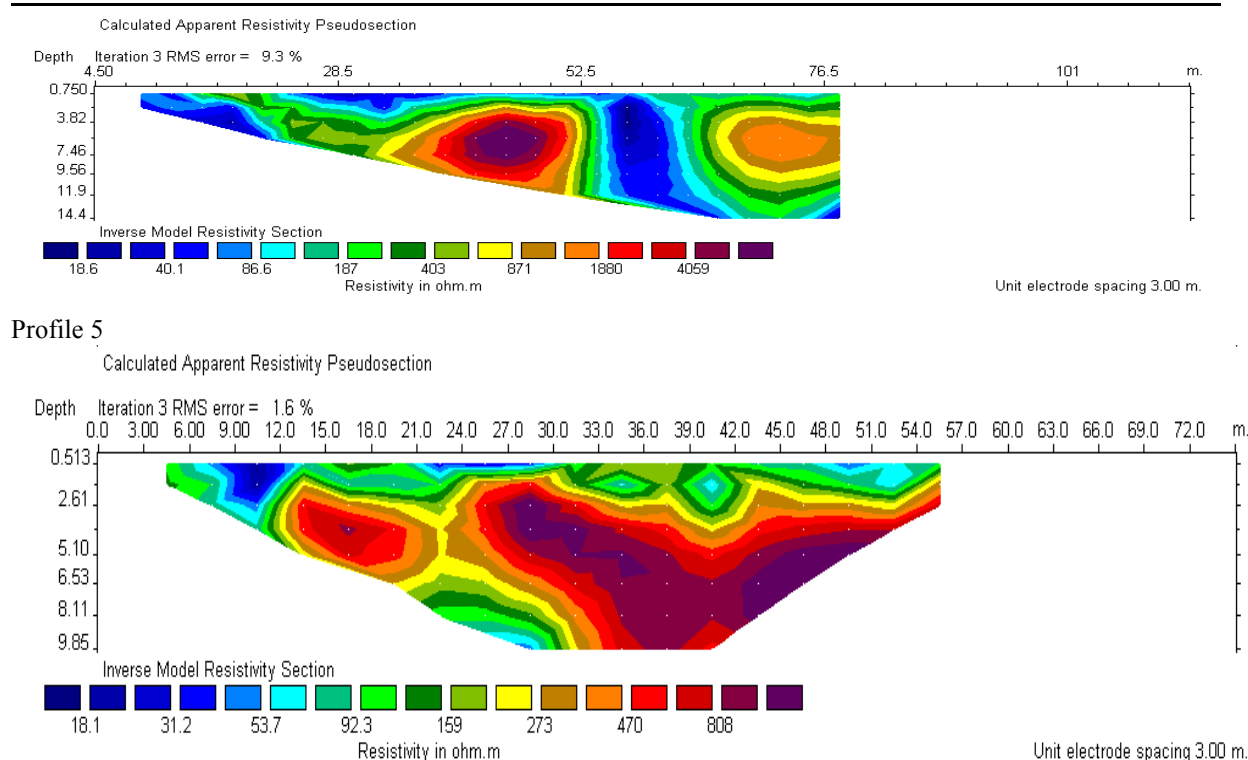 Calculated Apparent Resistivity Pseudosection
Depth Iteration 3 RMS error = 9.3 %
4.50 28.5 52.5 76.5 101 m.
0.750
3.82
7.46
9.56
11.9
14.4
Inverse Model Resistivity Section
18.6 40.1 86.6 187 403 871 1880 4059
Resistivity in ohm.m Unit electrode spacing 3.00 m.
Profile 5
Calculated Apparent Resistivity Pseudosection
Depth Iteration 3 RMS error = 1.6 %
0.0 3.00 6.00 9.00 12.0 15.0 18.0 21.0 24.0 27.0 30.0 33.0 36.0 39.0 42.0 45.0 48.0 51.0 54.0 57.0 60.0 63.0 66.0 69.0 72.0 m.
0.513
2.61
5.10
6.53
8.11
9.85
Inverse Model Resistivity Section
18.1 31.2 53.7 92.3 159 273 470 808
Resistivity in ohm.m Unit electrode spacing 3.00 m.